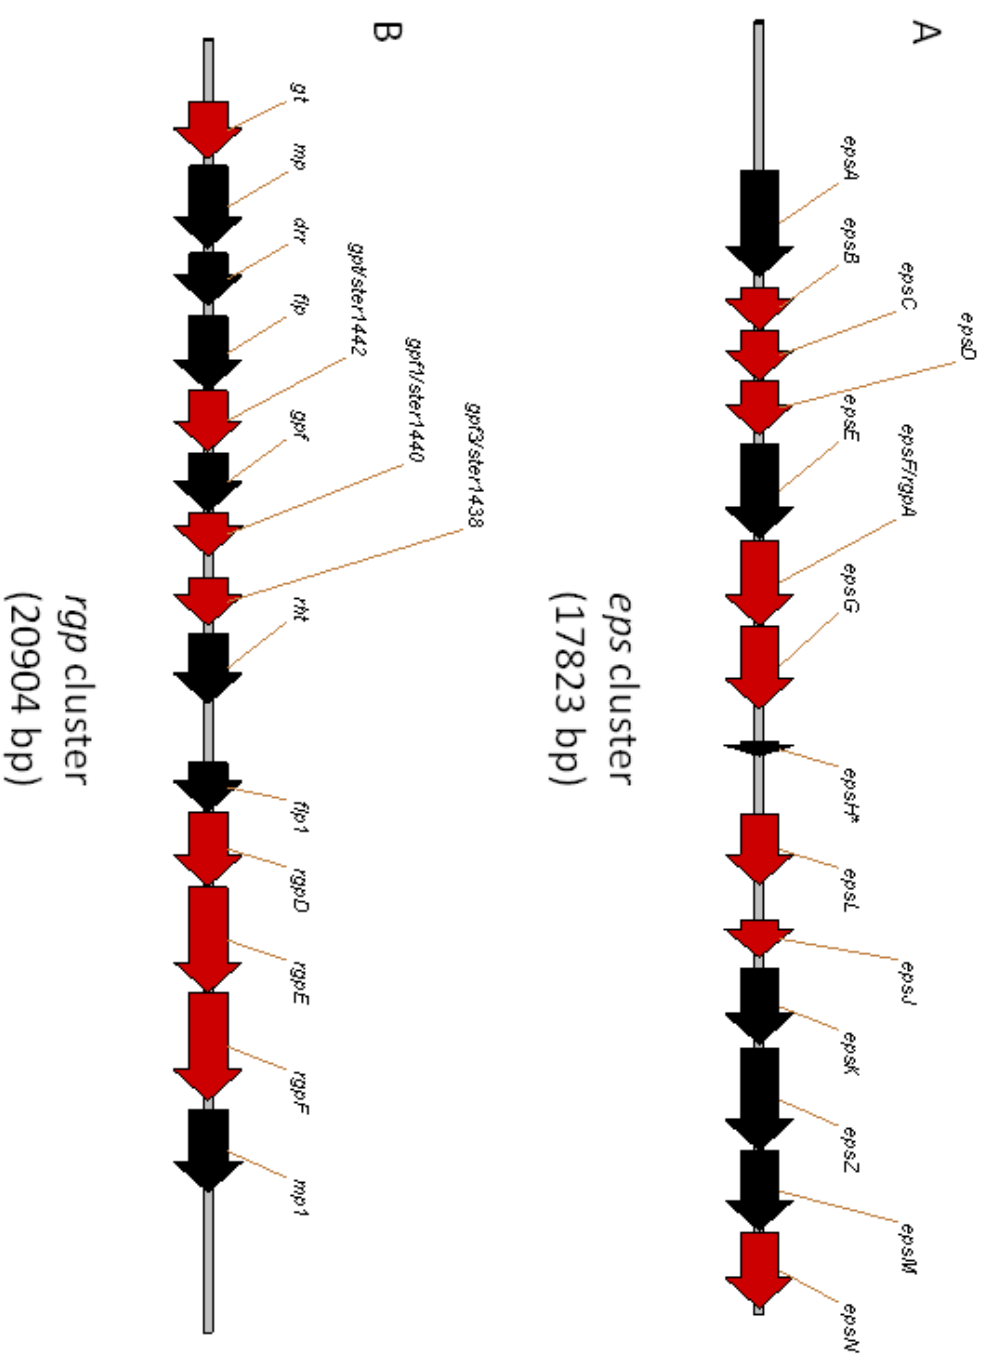 A
epsA
epsB
epsC
epsD
epsE
epsF/rgpA
epsG
epsH*
epsL
epsJ
epsK
epsZ
epsM
epsN
eps cluster
(17823 bp)
B
gt
mp
drr
flp
gpt/ster1442
gpf
gpf1/ster1440
gpf3/ster1438
rht
flp1
rgpD
rgpE
rgpF
mp1
rgp cluster
(20904 bp)